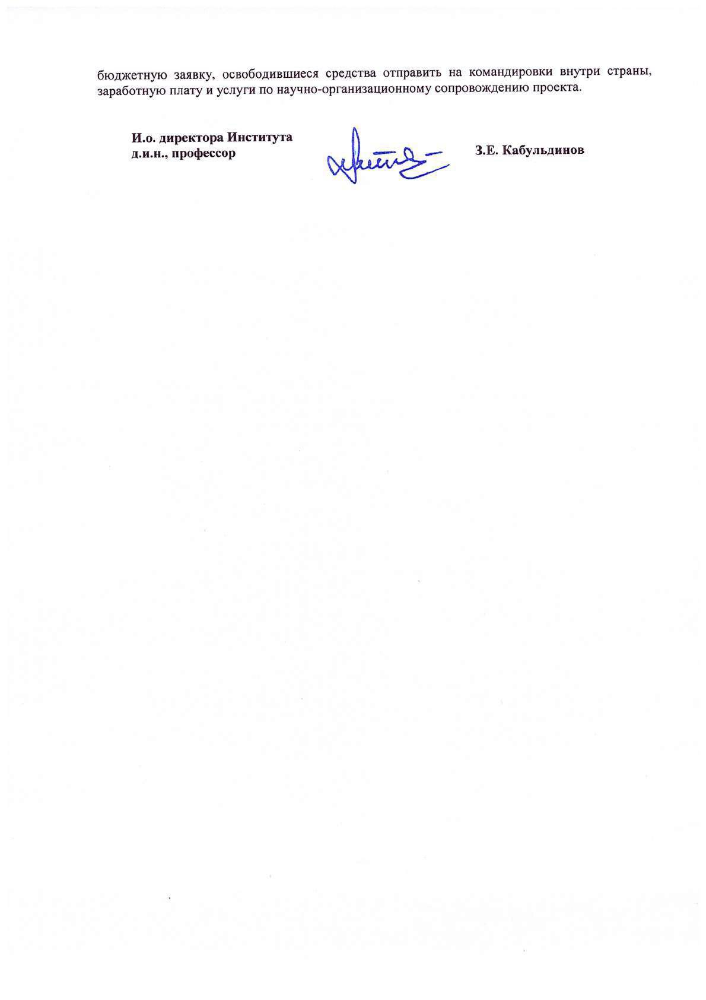 бюджетную заявку, освободившиеся средства отправить на командировки внутри страны,
заработную плату и услуги по научно-организационному сопровождению проекта.
И.о. директора Института
д.и.н., профессор
З.Е. Кабульдинов